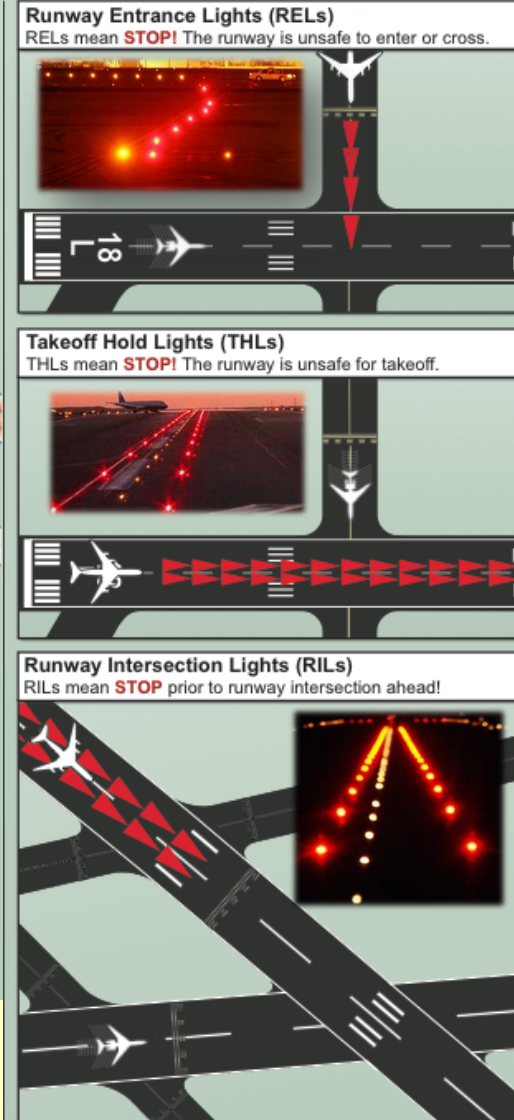 Runway Entrance Lights (RELs)
RELs mean STOP! The runway is unsafe to enter or cross.
18
L
Takeoff Hold Lights (THLs)
THLs mean STOP! The runway is unsafe for takeoff.
Runway Intersection Lights (RILs)
RILs mean STOP prior to runway intersection ahead!